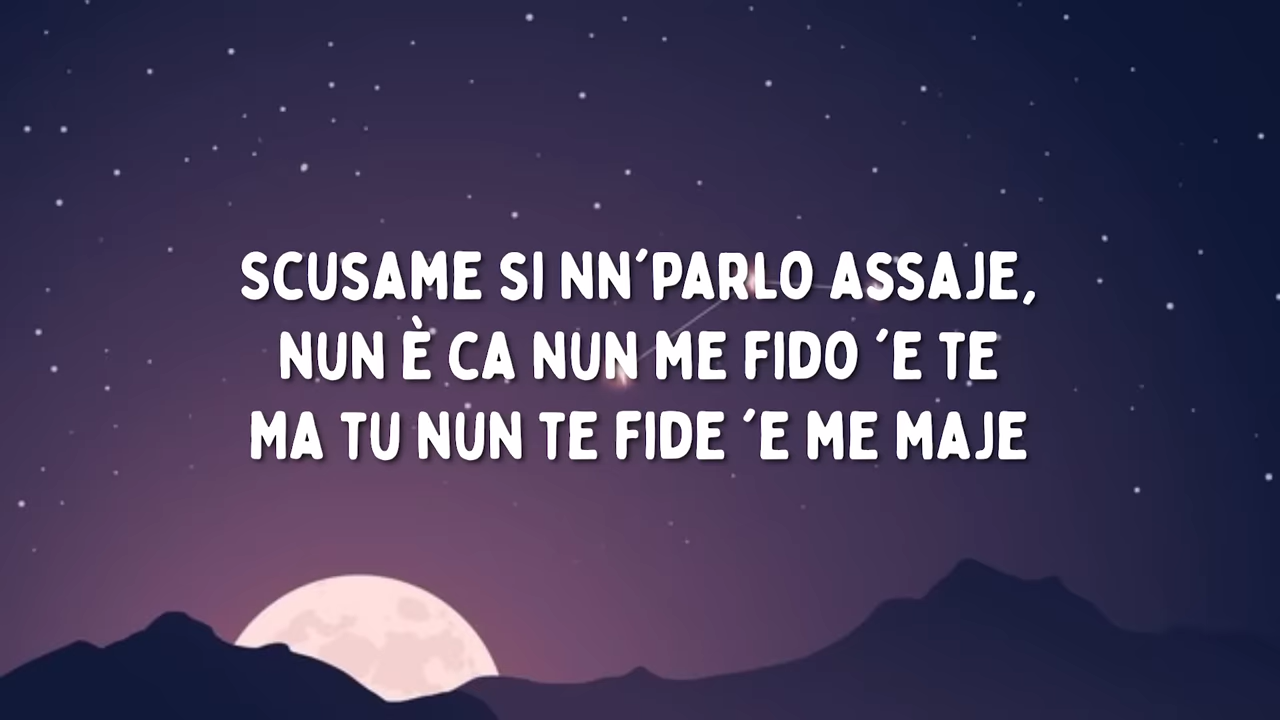 SCUSAME SI NN'PARLO ASSAJE,
NUN È CA NUN ME FIDO 'E TE
MA TU NUN TE FIDE 'E ME MAJE